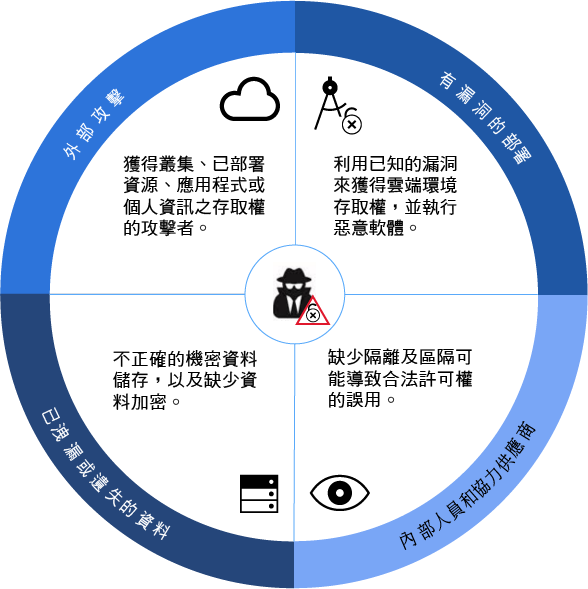 外部攻擊
獲得叢集、已部署
資源、應用程式或
個人資訊之存取權
的攻擊者。
有漏洞的部署
利用已知的漏洞
來獲得雲端環境
存取權，並執行
惡意軟體。
已洩漏或遺失的資料
不正確的機密資料
儲存，以及缺少資
料加密。
內部人員和協力供應商
缺少隔離及區隔可
能導致合法許可權
的誤用。